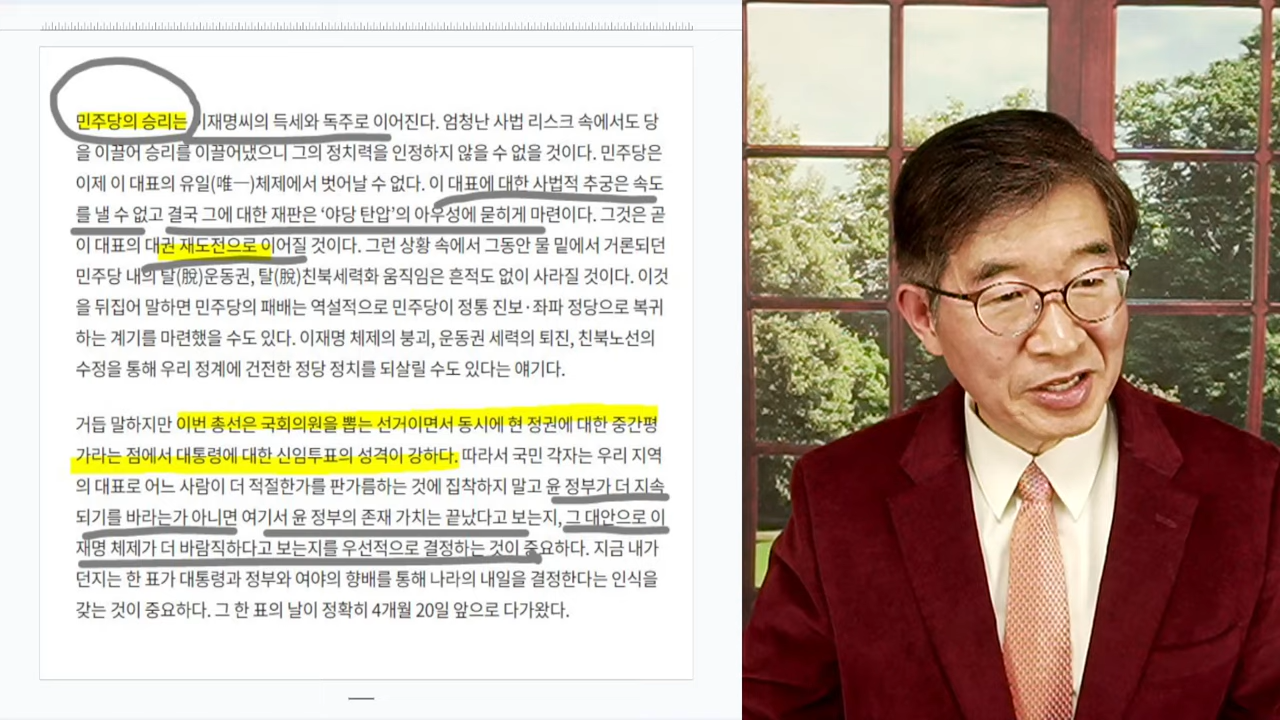 민주당의 승리는 이재명씨의 득세와 독주로 이어진다. 엄청난 사법 리스크 속에서도 당
을 이끌어 승리를 이끌어냈으니 그의 정치력을 인정하지 않을 수 없을 것이다. 민주당은
이제 이 대표의 유일(唯一)체제에서 벗어날 수 없다. 이 대표에 대한 사법적 추궁은 속도
를 낼 수 없고 결국 그에 대한 재판은 ‘야당 탄압’의 아우성에 묻히게 마련이다. 그것은 곧
이 대표의 대권 재도전으로 이어질 것이다. 그런 상황 속에서 그동안 물 밑에서 거론되던
민주당 내의 탈(脫)운동권, 탈(脫)친북세력화 움직임은 흔적도 없이 사라질 것이다. 이것
을 뒤집어 말하면 민주당의 패배는 역설적으로 민주당이 정통 진보·좌파 정당으로 복귀
하는 계기를 마련했을 수도 있다. 이재명 체제의 붕괴, 운동권 세력의 퇴진, 친북노선의
수정을 통해 우리 정계에 건전한 정당 정치를 되살릴 수도 있다는 얘기다.
거듭 말하지만 이번 총선은 국회의원을 뽑는 선거이면서 동시에 현 정권에 대한 중간평
가라는 점에서 대통령에 대한 신임투표의 성격이 강하다. 따라서 국민 각자는 우리 지역
의 대표로 어느 사람이 더 적절한가를 판가름하는 것에 집착하지 말고 윤 정부가 더 지속
되기를 바라는가 아니면 여기서 윤 정부의 존재 가치는 끝났다고 보는지, 그 대안으로 이
재명 체제가 더 바람직하다고 보는지를 우선적으로 결정하는 것이 중요하다. 지금 내가
던지는 한 표가 대통령과 정부와 여야의 향배를 통해 나라의 내일을 결정한다는 인식을
갖는 것이 중요하다. 그 한 표의 날이 정확히 4개월 20일 앞으로 다가왔다.